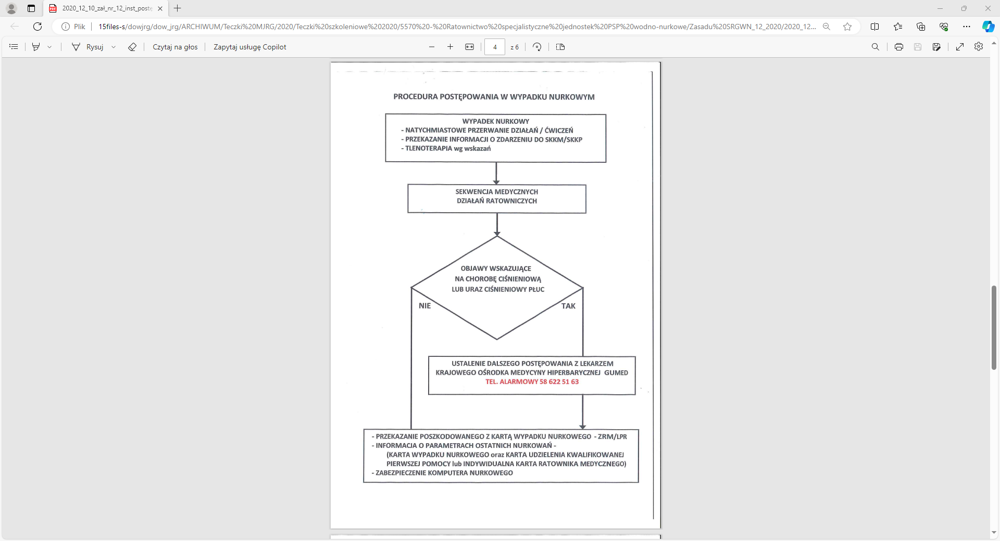 2020_12_10_zał_nr_12_inst_poste
Plik
15files-s/dowjrg/dow_jrg/ARCHIWUM/Teczki%20MJRG/2020/Teczki%20szkoleniowe%202020/5570%20-%20Ratownictwo%20specjalistyczne%20jednostek%20PSP%20wodno-nurkowe/Zasadu%20SRGWN_12_2020/2020_12...
Rysuj
Czytaj na głos
Zapytaj usługę Copilot
4
z 6
PROCEDURA POSTĘPOWANIA W WYPADKU NURKOWYM
WYPADEK NURKOWY
- NATYCHMIASTOWE PRZERWANIE DZIAŁAŃ / ĆWICZEŃ
- PRZEKAZANIE INFORMACJI O ZDARZENIU DO SKKM/SKKP
- TLENOTERAPIA wg wskazań
SEKWENCJA MEDYCZNYCH
DZIAŁAŃ RATOWNICZYCH
OBJAWY WSKAZUJĄCE
NA CHOROBĘ CIŚNIENIOWĄ
LUB URAZ CIŚNIENIOWY PŁUC
NIE
TAK
USTALENIE DALSZEGO POSTĘPOWANIA Z LEKARZEM
KRAJOWEGO OŚRODKA MEDYCYNY HIPERBARYCZNEJ GUMED
TEL. ALARMOWY 58 622 51 63
- PRZEKAZANIE POSZKODOWANEGO Z KARTĄ WYPADKU NURKOWEGO - ZRM/LPR
- INFORMACJA O PARAMETRACH OSTATNICH NURKOWAŃ -
(KARTA WYPADKU NURKOWEGO oraz KARTA UDZIELENIA KWALIFIKOWANEJ
PIERWSZEJ POMOCY lub INDYWIDUALNA KARTA RATOWNIKA MEDYCZNEGO)
- ZABEZPIECZENIE KOMPUTERA NURKOWEGO